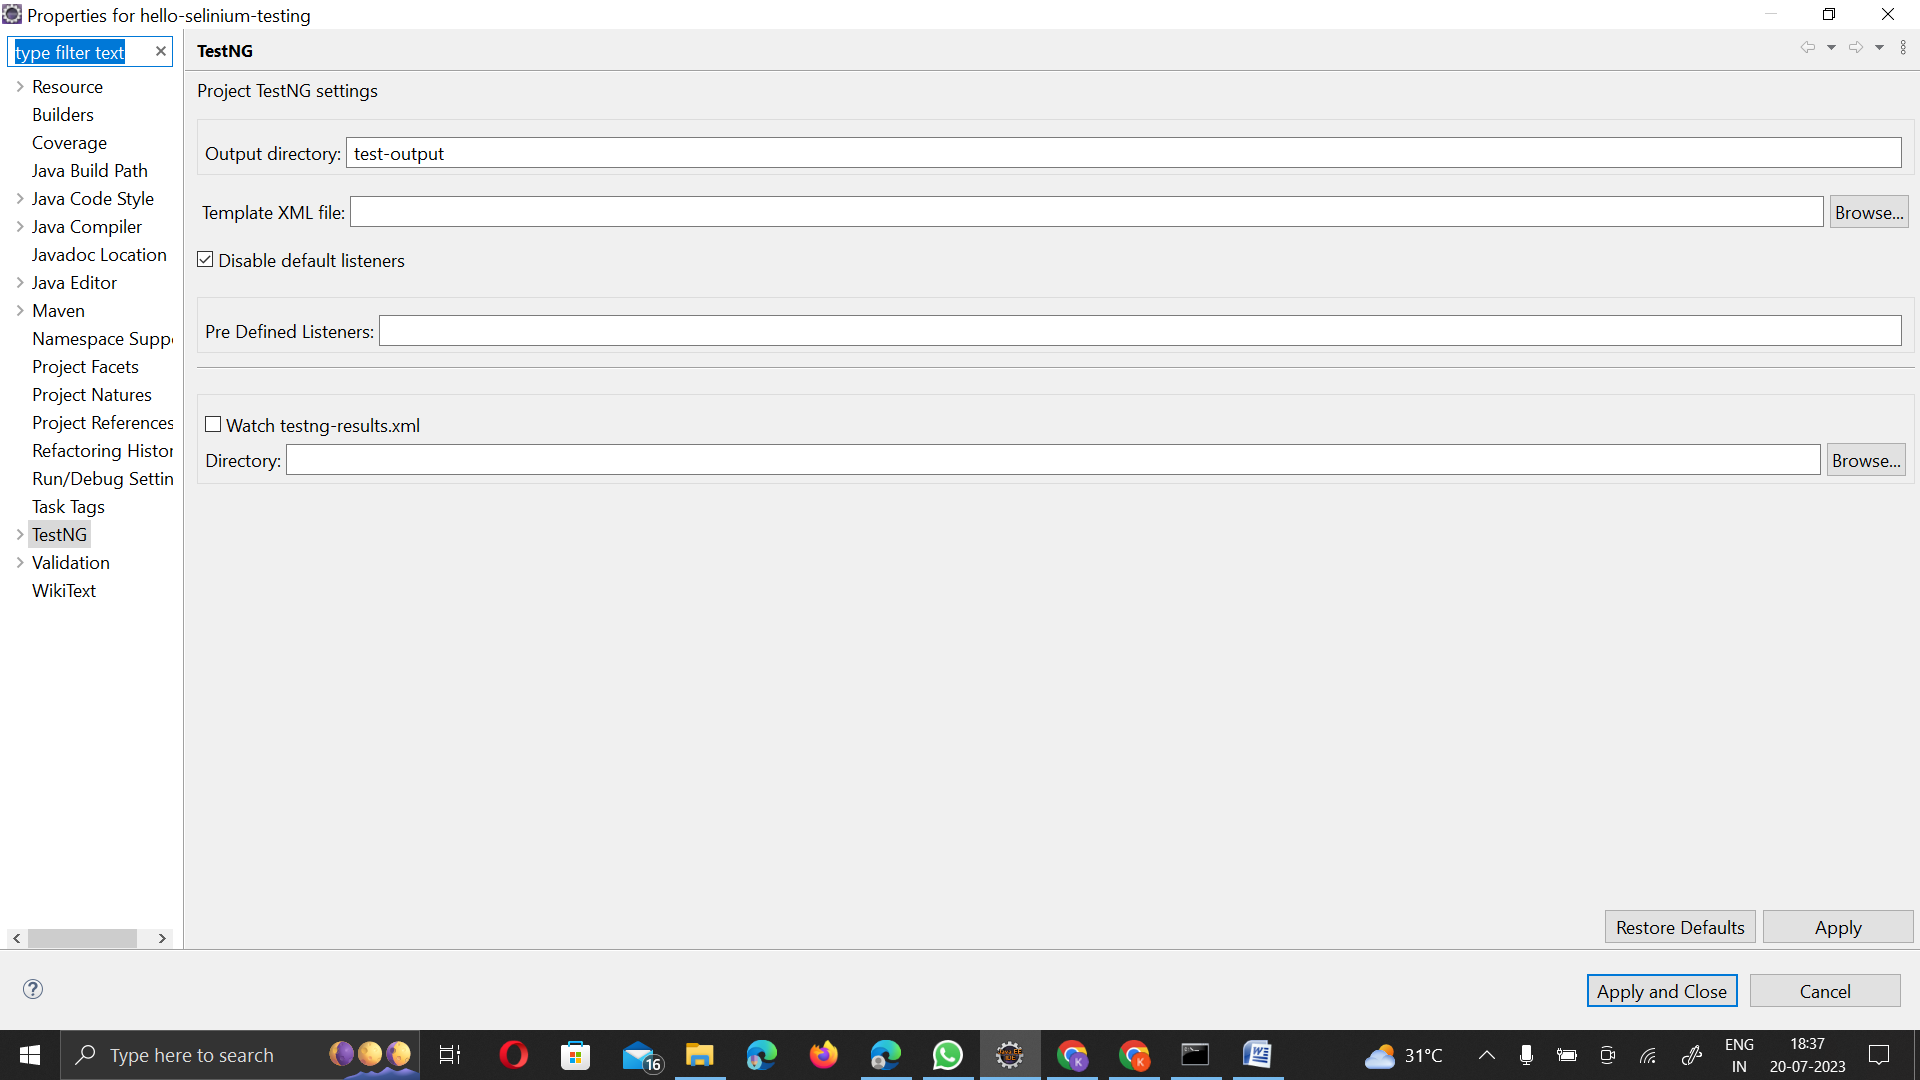 Properties for hello-selinium-testing
type filter text
Resource
Builders
Coverage
Java Build Path
Java Code Style
Java Compiler
Javadoc Location
Java Editor
Maven
Namespace Supp
Project Facets
Project Natures
Project References
Refactoring Histor
Run/Debug Settin
Task Tags
TestNG
Validation
WikiText
TestNG
Project TestNG settings
Output directory: test-output
Template XML file: Browse...
Disable default listeners
Pre Defined Listeners:
Watch testng-results.xml
Directory: Browse...
Restore Defaults Apply
Apply and Close Cancel
Type here to search
16
31°C
ENG
IN
18:37
20-07-2023